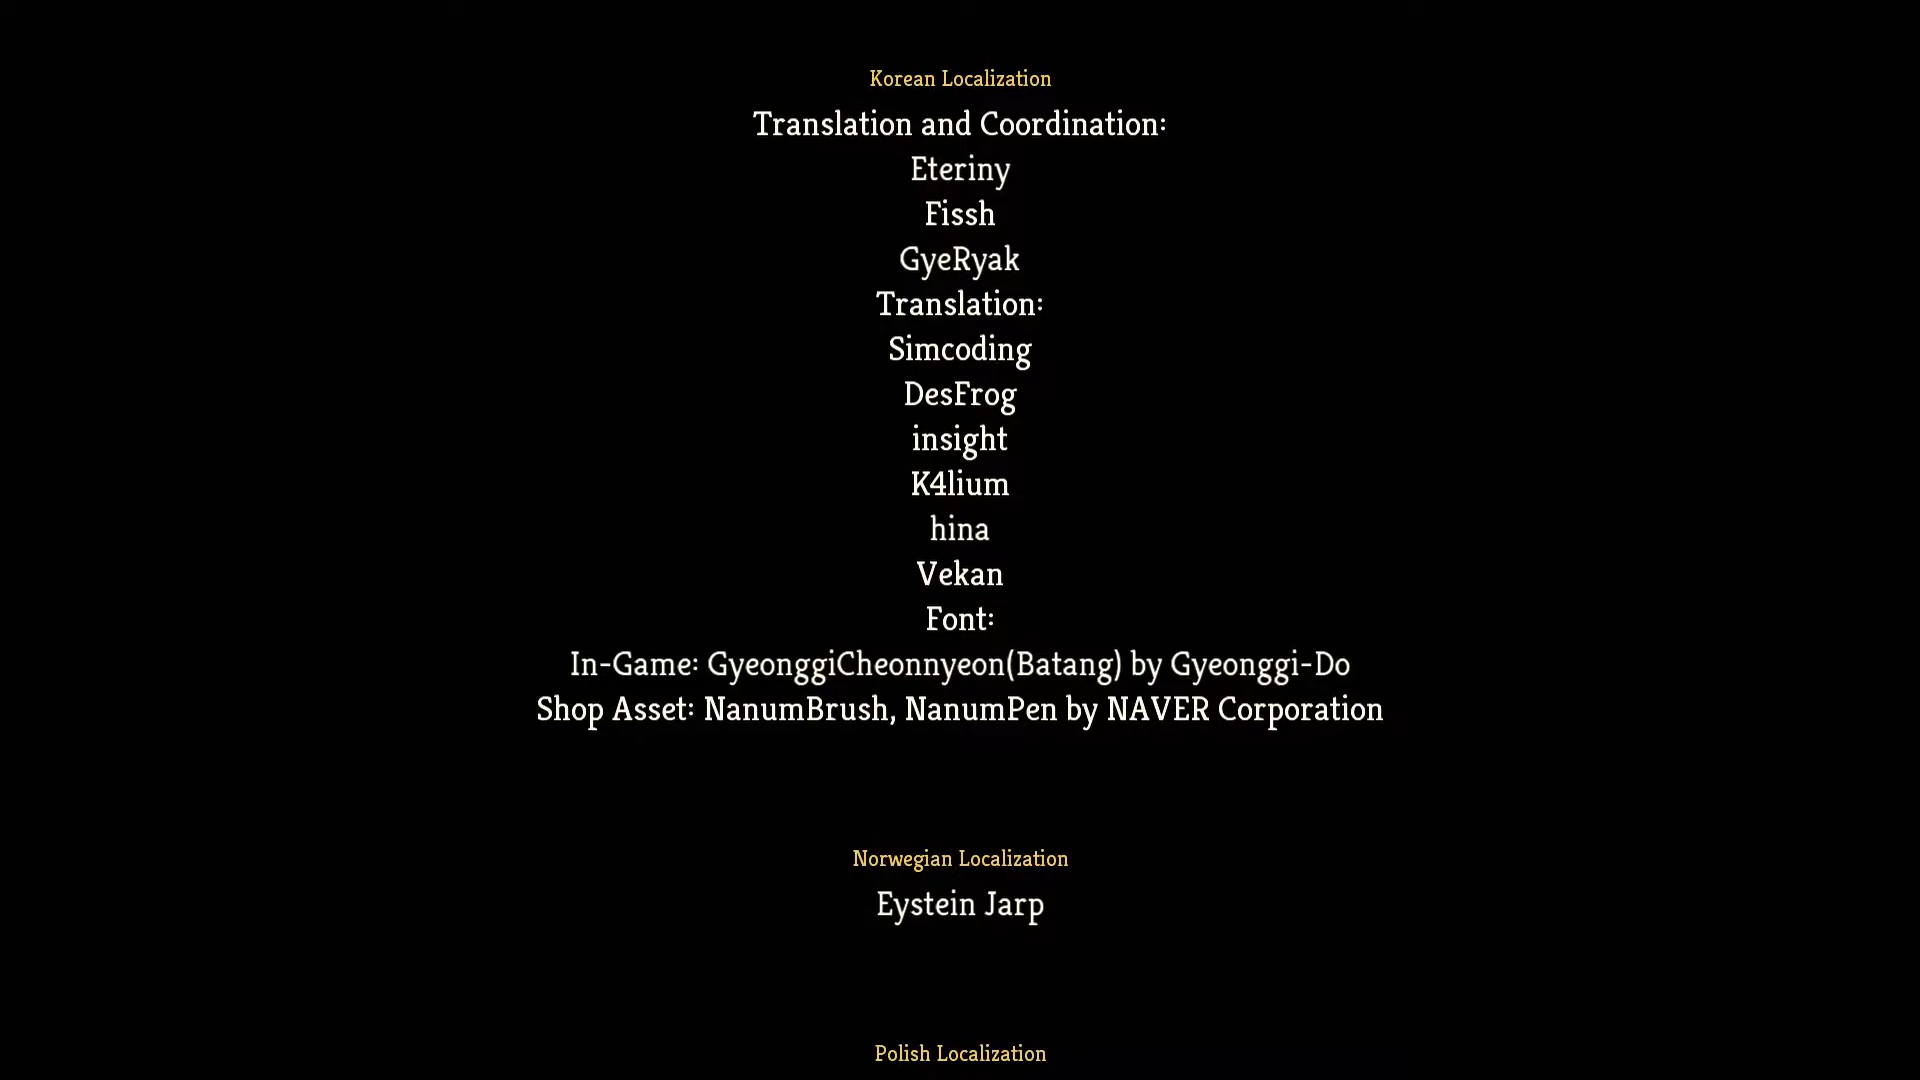 Korean Localization
Translation and Coordination:
Eteriny
Fissh
GyeRyak
Translation:
Simcoding
DesFrog
insight
K4lium
hina
Vekan
Font:
In-Game: GyeonggiCheonnyeon(Batang) by Gyeonggi-Do
Shop Asset: NanumBrush, NanumPen by NAVER Corporation
Norwegian Localization
Eystein Jarp
Polish Localization